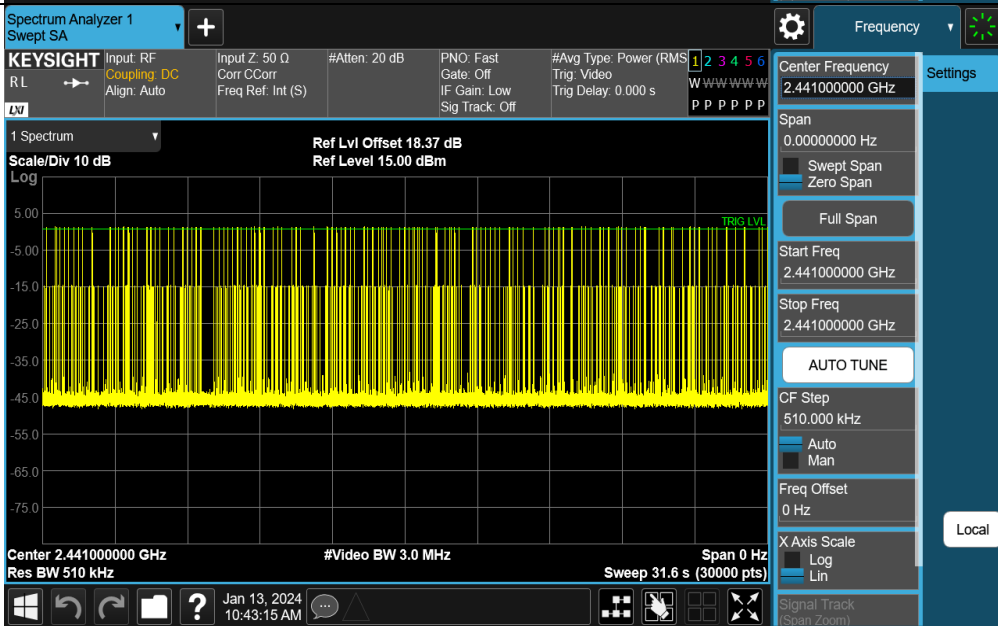 Spectrum Analyzer 1
Swept SA
Frequency
KEYSIGHT
RL
LXI
Input: RF
Coupling: DC
Align: Auto
Input Z: 50 Ω
Corr CCorr
Freq Ref: Int (S)
#Atten: 20 dB
PNO: Fast
Gate: Off
IF Gain: Low
Sig Track: Off
#Avg Type: Power (RMS
Trig: Video
Trig Delay: 0.000 s
1 2 3 4 5 6
W W W W W W
P P P P P P
1 Spectrum
Scale/Div 10 dB
Log
Ref Lvl Offset 18.37 dB
Ref Level 15.00 dBm
TRIG LVL
5.00
-5.00
-15.0
-25.0
-35.0
-45.0
-55.0
-65.0
-75.0
Center 2.441000000 GHz
#Video BW 3.0 MHz
Span 0 Hz
Res BW 510 kHz
Sweep 31.6 s (30000 pts)
Jan 13, 2024
10:43:15 AM
Center Frequency
2.441000000 GHz
Settings
Span
0.00000000 Hz
Swept Span
Zero Span
Full Span
Start Freq
2.441000000 GHz
Stop Freq
2.441000000 GHz
AUTO TUNE
CF Step
510.000 kHz
Auto
Man
Freq Offset
0 Hz
X Axis Scale
Log
Lin
Local
Signal Track
(Span Zoom)